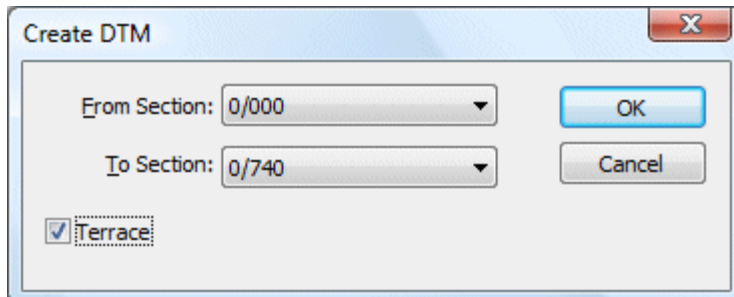 Create DTM
From Section: 0/000
OK
To Section: 0/740
Cancel
Terrace